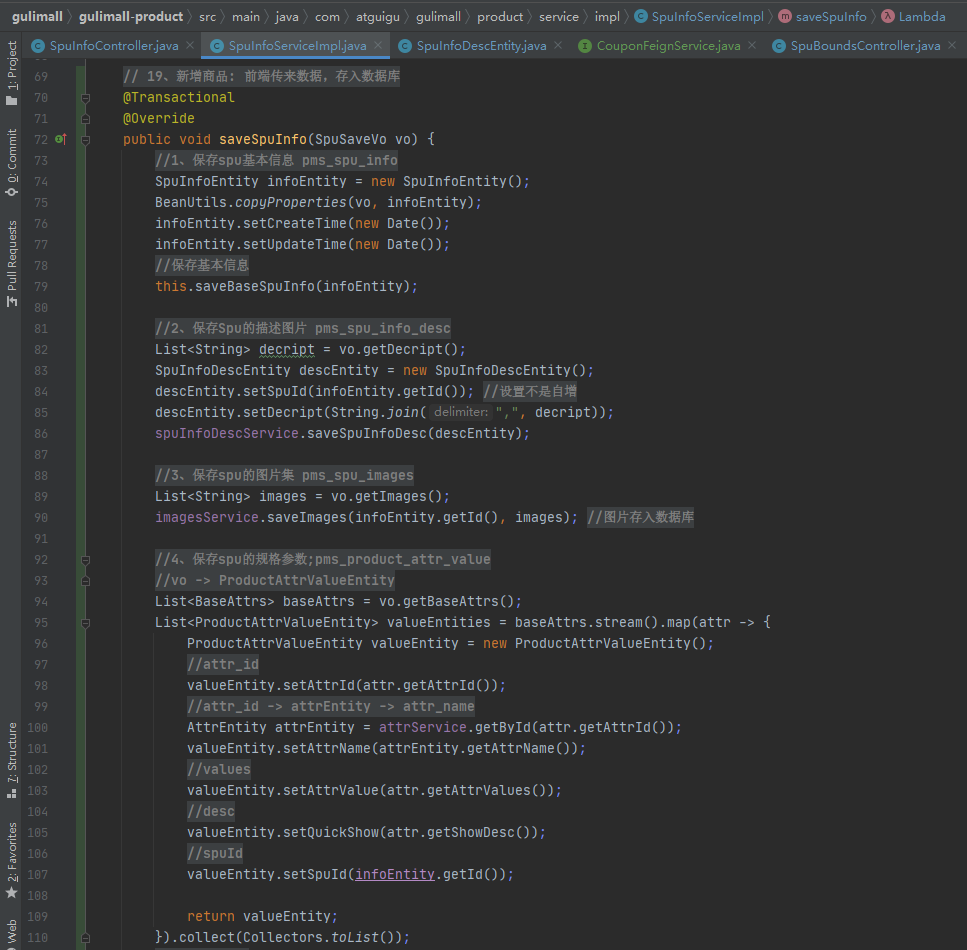 gulimall gulimall-product src main java com atguigu gulimall product service impl SpuInfoServiceImpl saveSpuInfo Lambda
SpuInfoController.java SpuInfoServiceImpl.java SpuInfoDescEntity.java CouponFeignService.java SpuBoundsController.java
1: Project
0: Commit
Pull Requests
7: Structure
2: Favorites
Web
69 // 19、新增商品: 前端传来数据，存入数据库
70 @Transactional
71 @Override
72 public void saveSpuInfo(SpuSaveVo vo) {
73 //1、保存spu基本信息 pms_spu_info
74 SpuInfoEntity infoEntity = new SpuInfoEntity();
75 BeanUtils.copyProperties(vo, infoEntity);
76 infoEntity.setCreateTime(new Date());
77 infoEntity.setUpdateTime(new Date());
78 //保存基本信息
79 this.saveBaseSpuInfo(infoEntity);
80
81 //2、保存Spu的描述图片 pms_spu_info_desc
82 List<String> decript = vo.getDecript();
83 SpuInfoDescEntity descEntity = new SpuInfoDescEntity();
84 descEntity.setSpuId(infoEntity.getId()); //设置不是自增
85 descEntity.setDecript(String.join( delimiter: ",", decript));
86 spuInfoDescService.saveSpuInfoDesc(descEntity);
87
88 //3、保存spu的图片集 pms_spu_images
89 List<String> images = vo.getImages();
90 imagesService.saveImages(infoEntity.getId(), images); //图片存入数据库
91
92 //4、保存spu的规格参数;pms_product_attr_value
93 //vo -> ProductAttrValueEntity
94 List<BaseAttrs> baseAttrs = vo.getBaseAttrs();
95 List<ProductAttrValueEntity> valueEntities = baseAttrs.stream().map(attr -> {
96 ProductAttrValueEntity valueEntity = new ProductAttrValueEntity();
97 //attr_id
98 valueEntity.setAttrId(attr.getAttrId());
99 //attr_id -> attrEntity -> attr_name
100 AttrEntity attrEntity = attrService.getById(attr.getAttrId());
101 valueEntity.setAttrName(attrEntity.getAttrName());
102 //values
103 valueEntity.setAttrValue(attr.getAttrValues());
104 //desc
105 valueEntity.setQuickShow(attr.getShowDesc());
106 //spuId
107 valueEntity.setSpuId(infoEntity.getId());
108
109 return valueEntity;
110 }).collect(Collectors.toList());